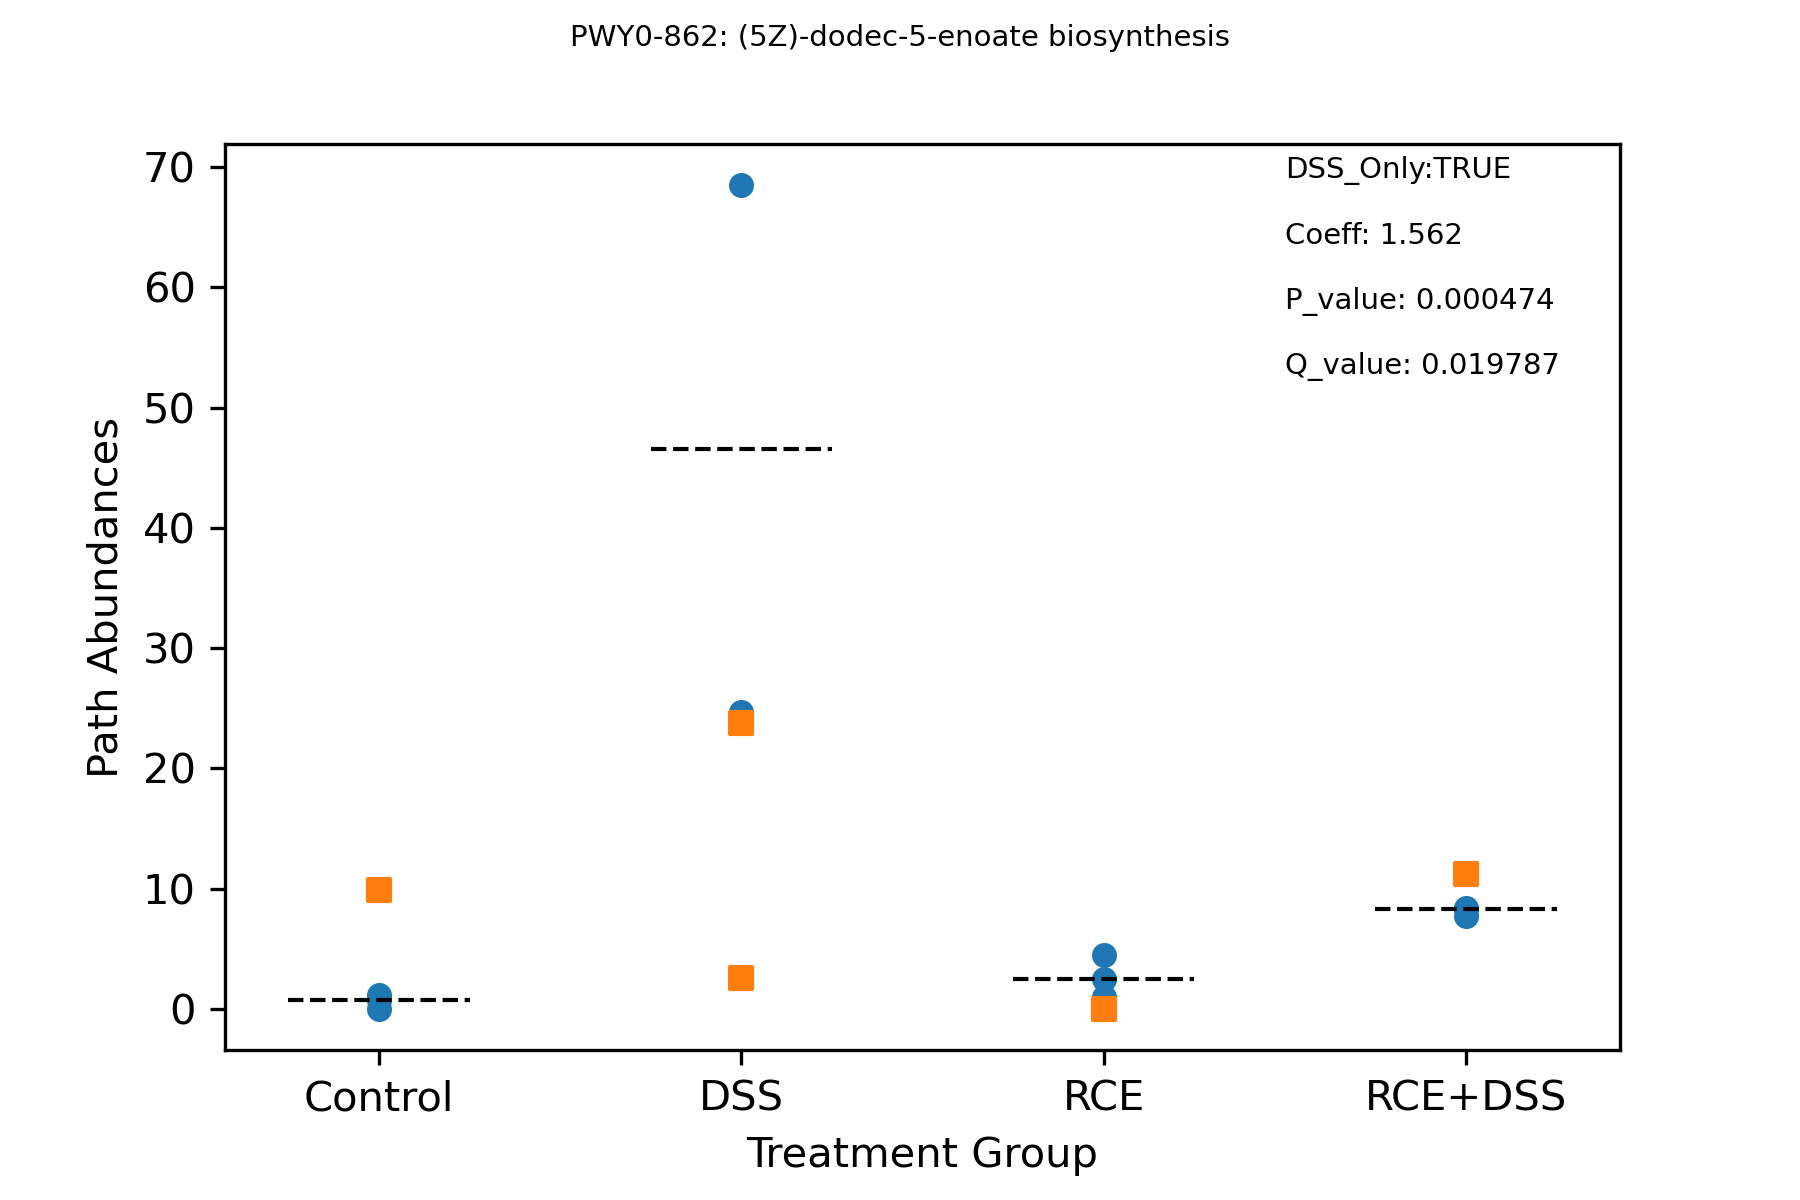 PWY0-862: (5Z)-dodec-5-enoate biosynthesis
DSS_Only:TRUE
Coeff: 1.562
P_value: 0.000474
Q_value: 0.019787
Path Abundances
70
60
50
40
30
20
10
0
Control
DSS
RCE
RCE+DSS
Treatment Group